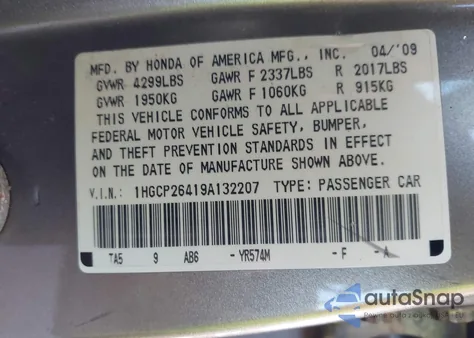 MFD. BY HONDA OF AMERICA MFG., INC. 04/'09
GVWR 4299LBS GAWR F 2337LBS R 2017LBS
GVWR 1950KG GAWR F 1060KG R 915KG
THIS VEHICLE CONFORMS TO ALL APPLICABLE
FEDERAL MOTOR VEHICLE SAFETY, BUMPER,
AND THEFT PREVENTION STANDARDS IN EFFECT
ON THE DATE OF MANUFACTURE SHOWN ABOVE.
V.I.N.: 1HGCP26419A132207 TYPE: PASSENGER CAR
TA5 9 AB6 -YR574M -F -A
autoSnap